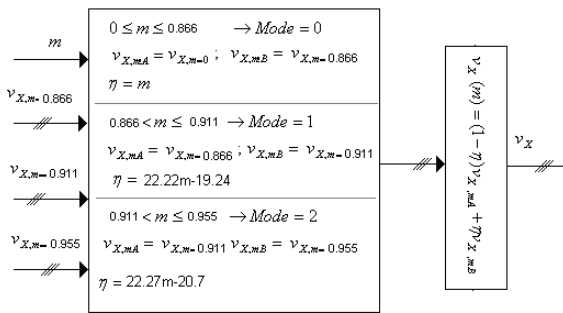 m
v_{X,m=0.866}
v_{X,m=0.911}
v_{X,m=0.955}
0 ≤ m ≤ 0.866 → Mode = 0
v_{X,mA} = v_{X,m=0} ; v_{X,mB} = v_{X,m=0.866}
η = m
0.866 < m ≤ 0.911 → Mode = 1
v_{X,mA} = v_{X,m=0.866} ; v_{X,mB} = v_{X,m=0.911}
η = 22.22m-19.24
0.911 < m ≤ 0.955 → Mode = 2
v_{X,mA} = v_{X,m=0.911} v_{X,mB} = v_{X,m=0.955}
η = 22.27m-20.7
v_X (m) = (1 − η)v_{X,mA} + ηv_{X,mB}
v_X